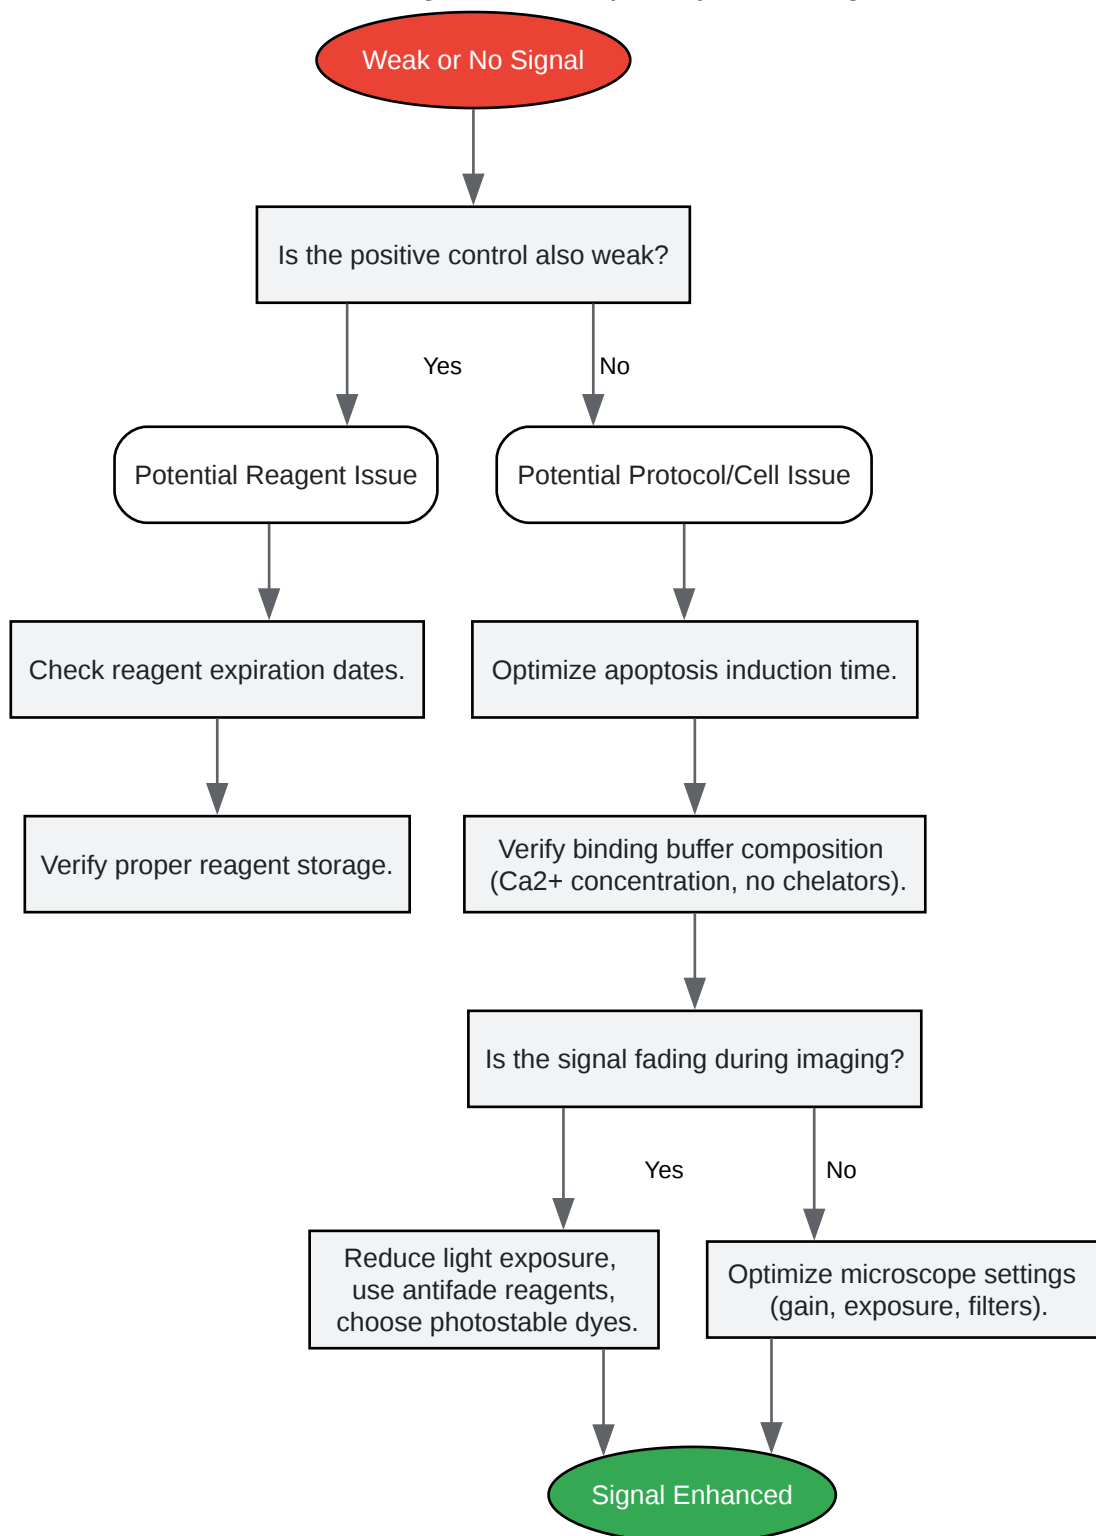 Weak or No Signal
Is the positive control also weak?
Yes
No
Potential Reagent Issue
Potential Protocol/Cell Issue
Check reagent expiration dates.
Optimize apoptosis induction time.
Verify proper reagent storage.
Verify binding buffer composition
(Ca2+ concentration, no chelators).
Is the signal fading during imaging?
Yes
No
Reduce light exposure,
use antifade reagents,
choose photostable dyes.
Optimize microscope settings
(gain, exposure, filters).
Signal Enhanced